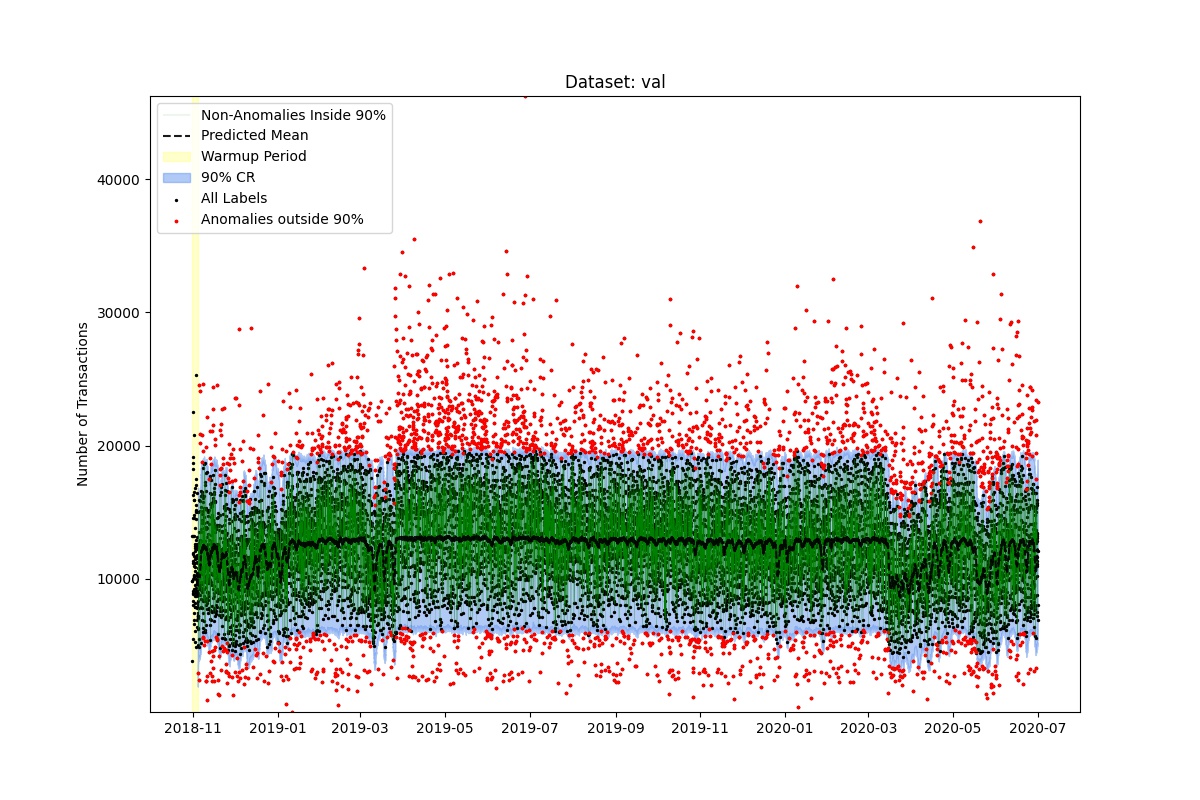 Dataset: val
Non-Anomalies Inside 90%
Predicted Mean
Warmup Period
90% CR
All Labels
Anomalies outside 90%
Number of Transactions
40000
30000
20000
10000
2018-11 2019-01 2019-03 2019-05 2019-07 2019-09 2019-11 2020-01 2020-03 2020-05 2020-07